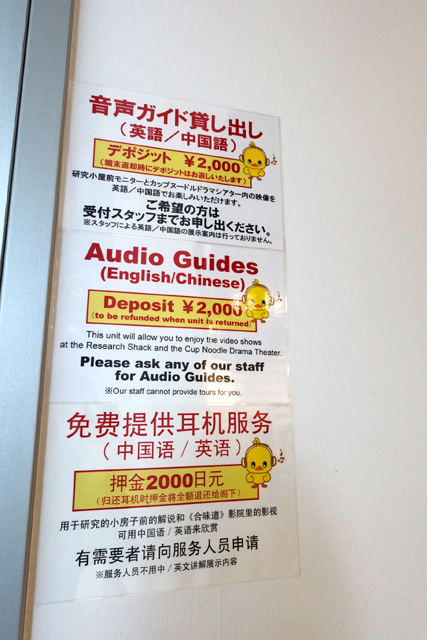 音声ガイド貸し出し
（英語／中国語）
デポジット ￥2,000
（端末返却時にデポジットはお返しいたします）
研究小屋前モニターとカップヌードルドラマシアター内の映像を
英語／中国語でお楽しみいただけます。
ご希望の方は
受付スタッフまでお申し出ください。
※スタッフによる英語／中国語の展示案内は行っておりません。
Audio Guides
(English/Chinese)
Deposit ￥2,000
(to be refunded when unit is returned)
This unit will allow you to enjoy the video shows
at the Research Shack and the Cup Noodle Drama Theater.
Please ask any of our staff
for Audio Guides.
※Our staff cannot provide tours for you.
免费提供耳机服务
（中国语／英语）
押金2000日元
（归还耳机时押金将全额退还给阁下）
用于研究的小房子前的解说和《合味道》影院里的影视
可用中国语／英语来欣赏
有需要者请向服务人员申请
※服务人员不用中／英文讲解展示内容